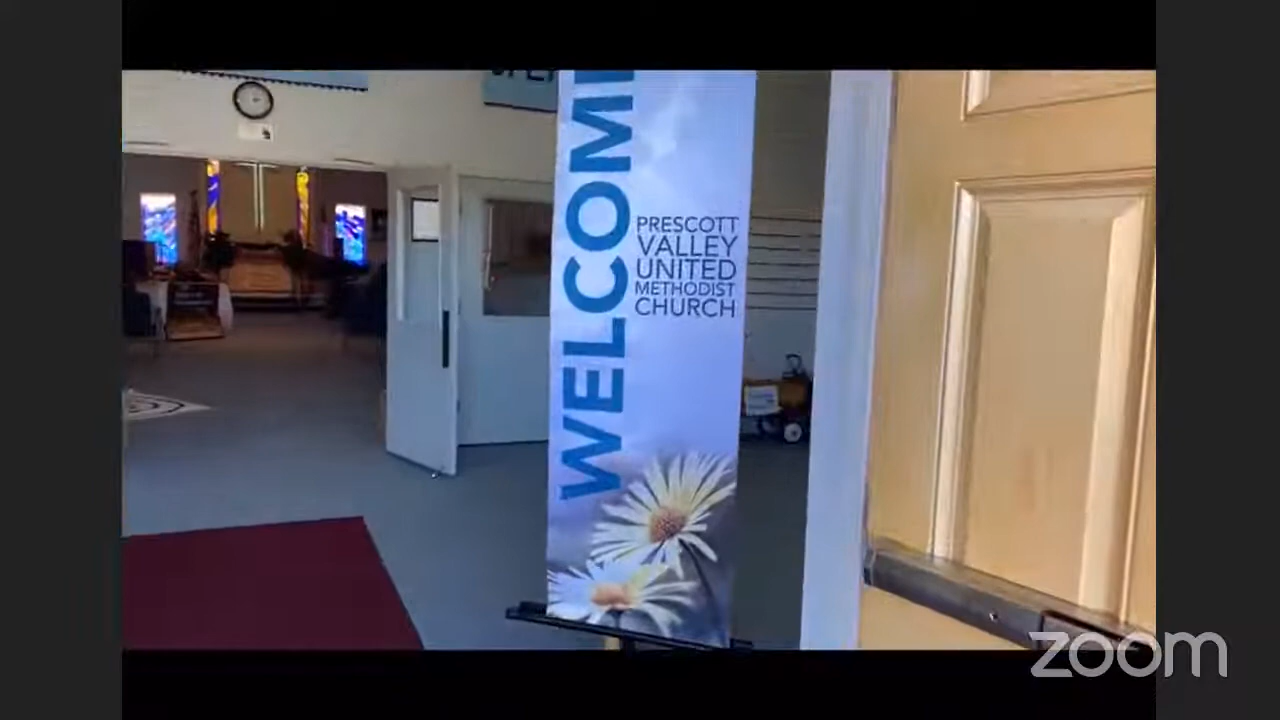 WELCOM
PRESCOTT
VALLEY
UNITED
METHODIST
CHURCH
zoom